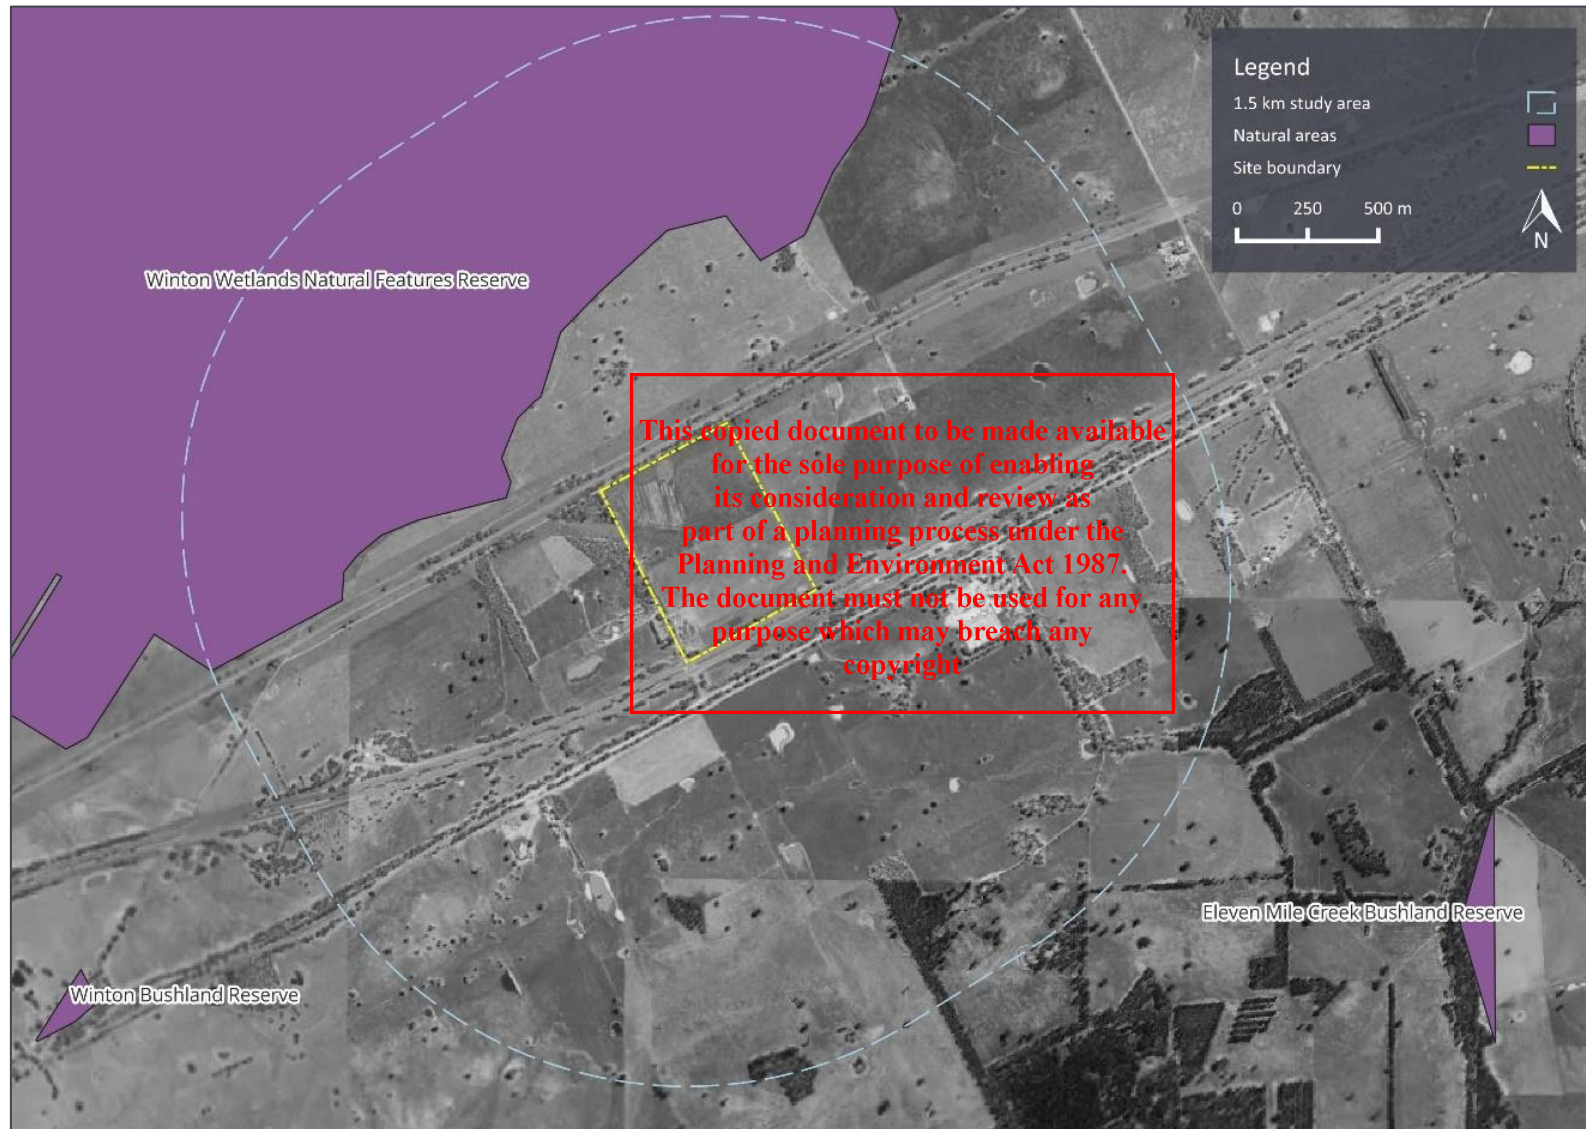 Legend
1.5 km study area
Natural areas
Site boundary
0 250 500 m
N
Winton Wetlands Natural Features Reserve
This copied document to be made available
for the sole purpose of enabling
its consideration and review as
part of a planning process under the
Planning and Environment Act 1987.
The document must not be used for any
purpose which may breach any
copyright
Eleven Mile Creek Bushland Reserve
Winton Bushland Reserve